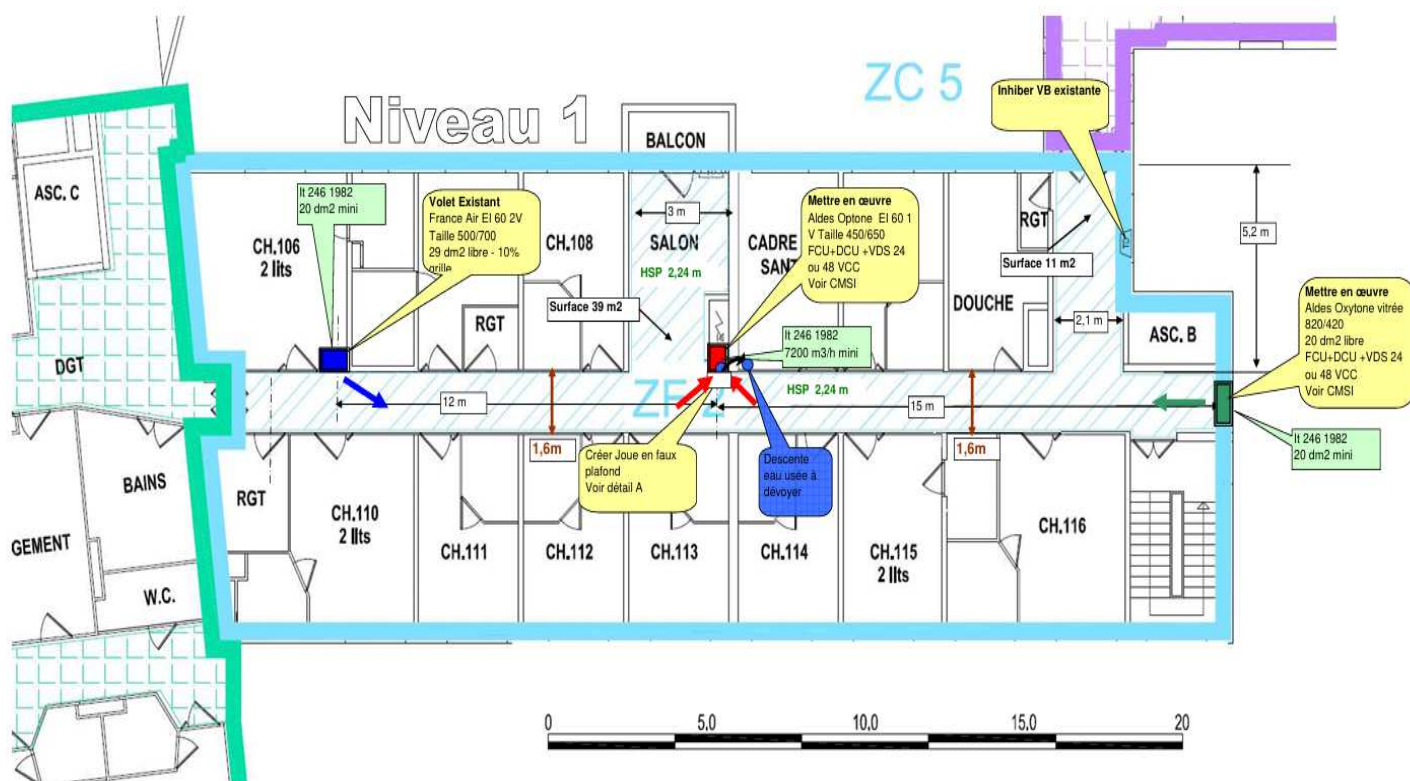 Niveau 1
ZC 5
Inhiber VB existante
BALCON
ASC. C
It 246 1982
20 dm2 mini
Volet Existant
France Air EI 60 2V
Taille 500/700
29 dm2 libre - 10%
grille
CH.106
2 lits
CH.108
3 m
SALON
HSP 2,24 m
CADRE
SANT
Mettre en œuvre
Aldes Optone EI 60 1
V Taille 450/650
FCU+DCU +VDS 24
ou 48 VCC
Voir CMSI
RGT
5,2 m
Surface 11 m2
Surface 39 m2
RGT
DOUCHE
2,1 m
ASC. B
Mettre en œuvre
Aldes Oxytone vitrée
820/420
20 dm2 libre
FCU+DCU +VDS 24
ou 48 VCC
Voir CMSI
It 246 1982
7200 m3/h mini
DGT
12 m
HSP 2,24 m
15 m
1,6m
1,6m
It 246 1982
20 dm2 mini
Créer Joue en faux
plafond
Voir détail A
Descente
eau usée à
dévoyer
BAINS
RGT
CH.110
2 lits
CH.111
CH.112
CH.113
CH.114
CH.115
2 lits
CH.116
GEMENT
W.C.
0 5.0 10.0 15.0 20